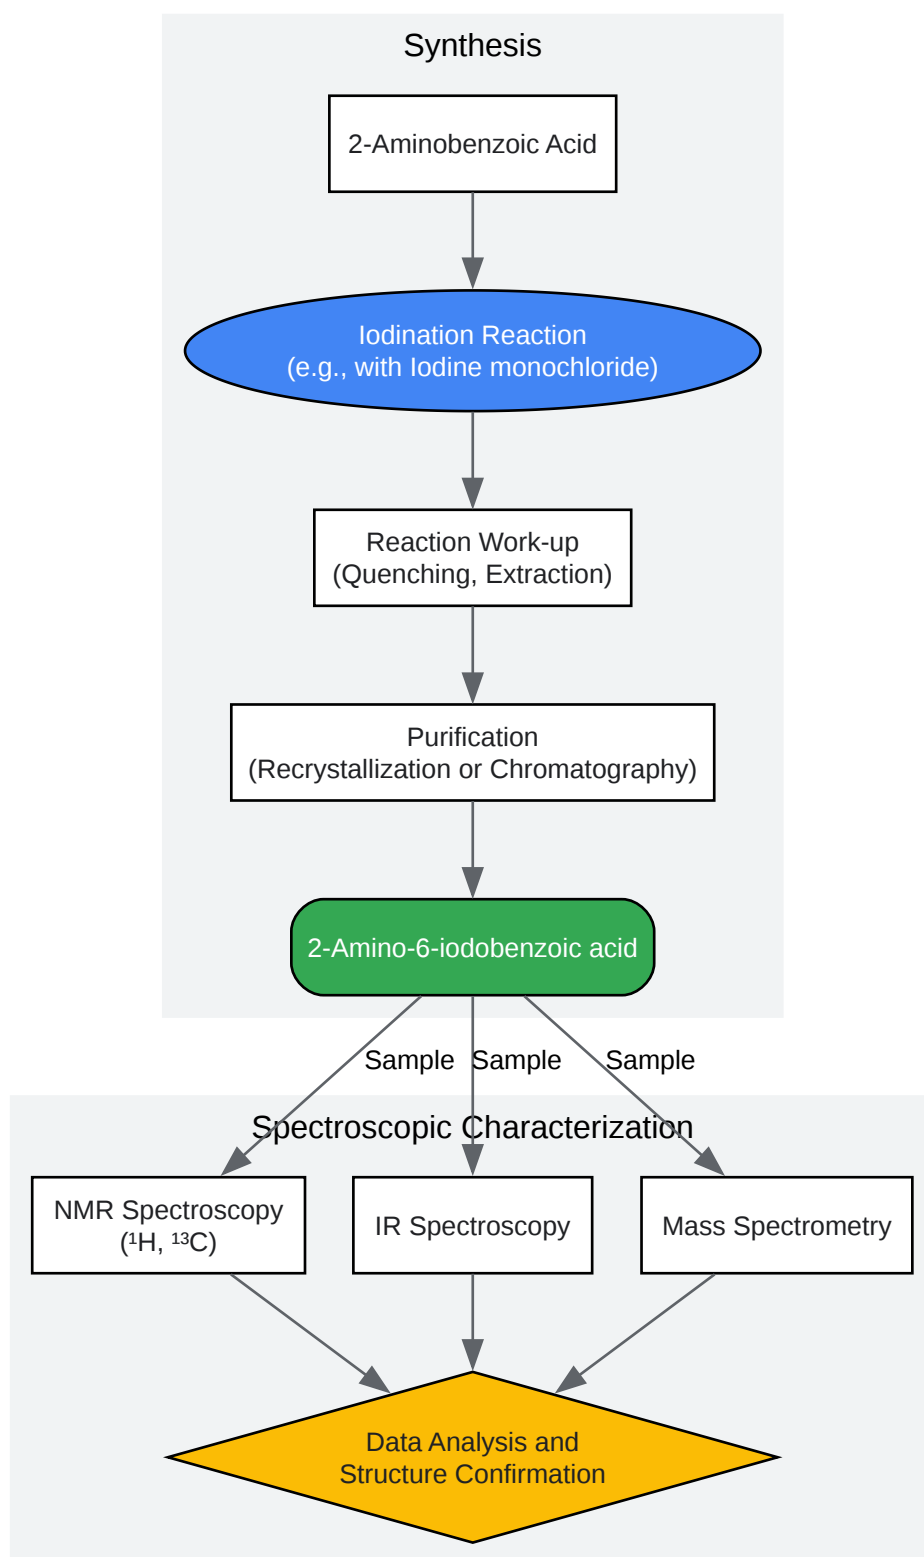 Synthesis
2-Aminobenzoic Acid
Iodination Reaction
(e.g., with Iodine monochloride)
Reaction Work-up
(Quenching, Extraction)
Purification
(Recrystallization or Chromatography)
2-Amino-6-iodobenzoic acid
Sample Sample Sample
Spectroscopic Characterization
NMR Spectroscopy
(¹H, ¹³C)
IR Spectroscopy
Mass Spectrometry
Data Analysis and
Structure Confirmation